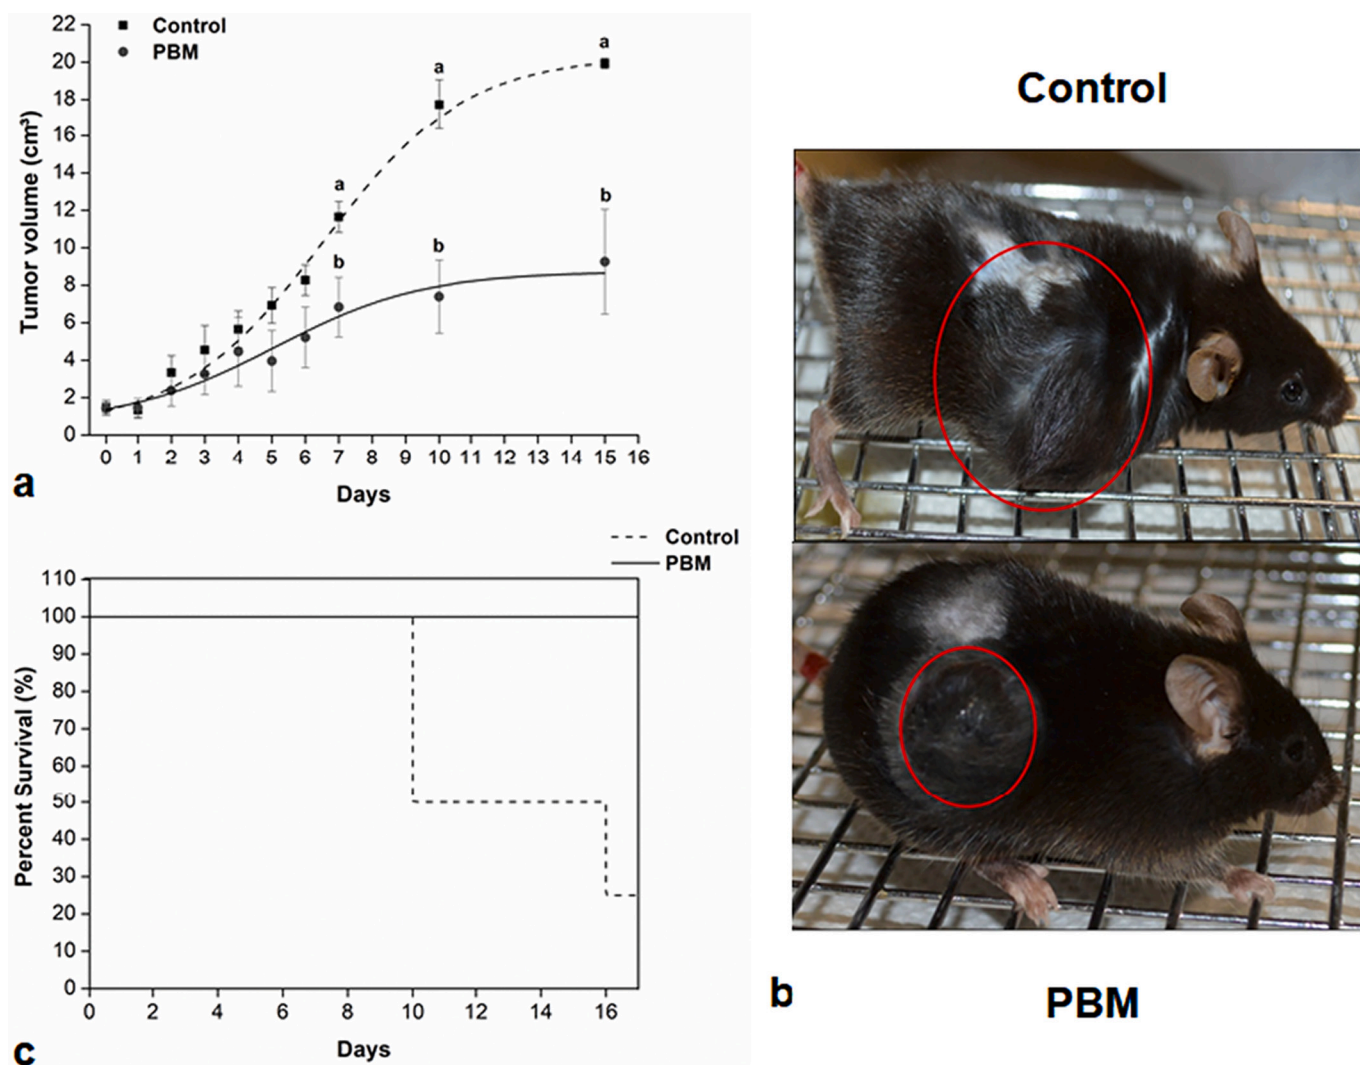 Control
PBM
Tumor volume (cm³)
22
20
18
16
14
12
10
8
6
4
2
0
a
a
a
b
b
b
0 1 2 3 4 5 6 7 8 9 10 11 12 13 14 15 16
Days
a
Control
PBM
Percent Survival (%)
110
100
90
80
70
60
50
40
30
20
10
0
0 2 4 6 8 10 12 14 16
Days
c
Control
b
PBM